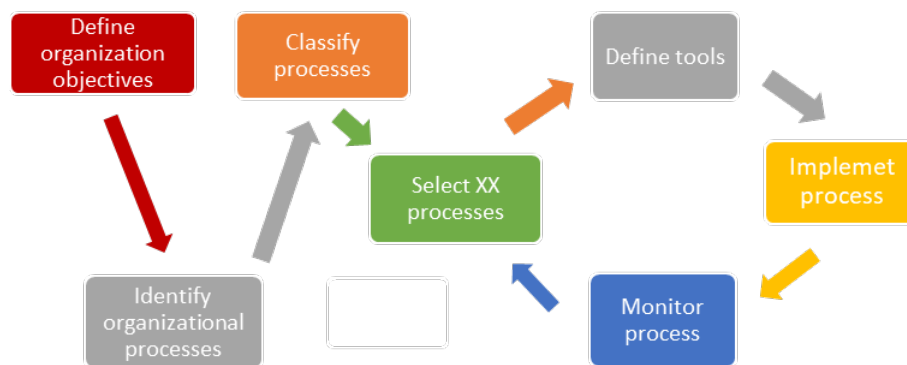 Define
organization
objectives
Identify
organizational
processes
Classify
processes
Select XX
processes
Define tools
Implemet
process
Monitor
process